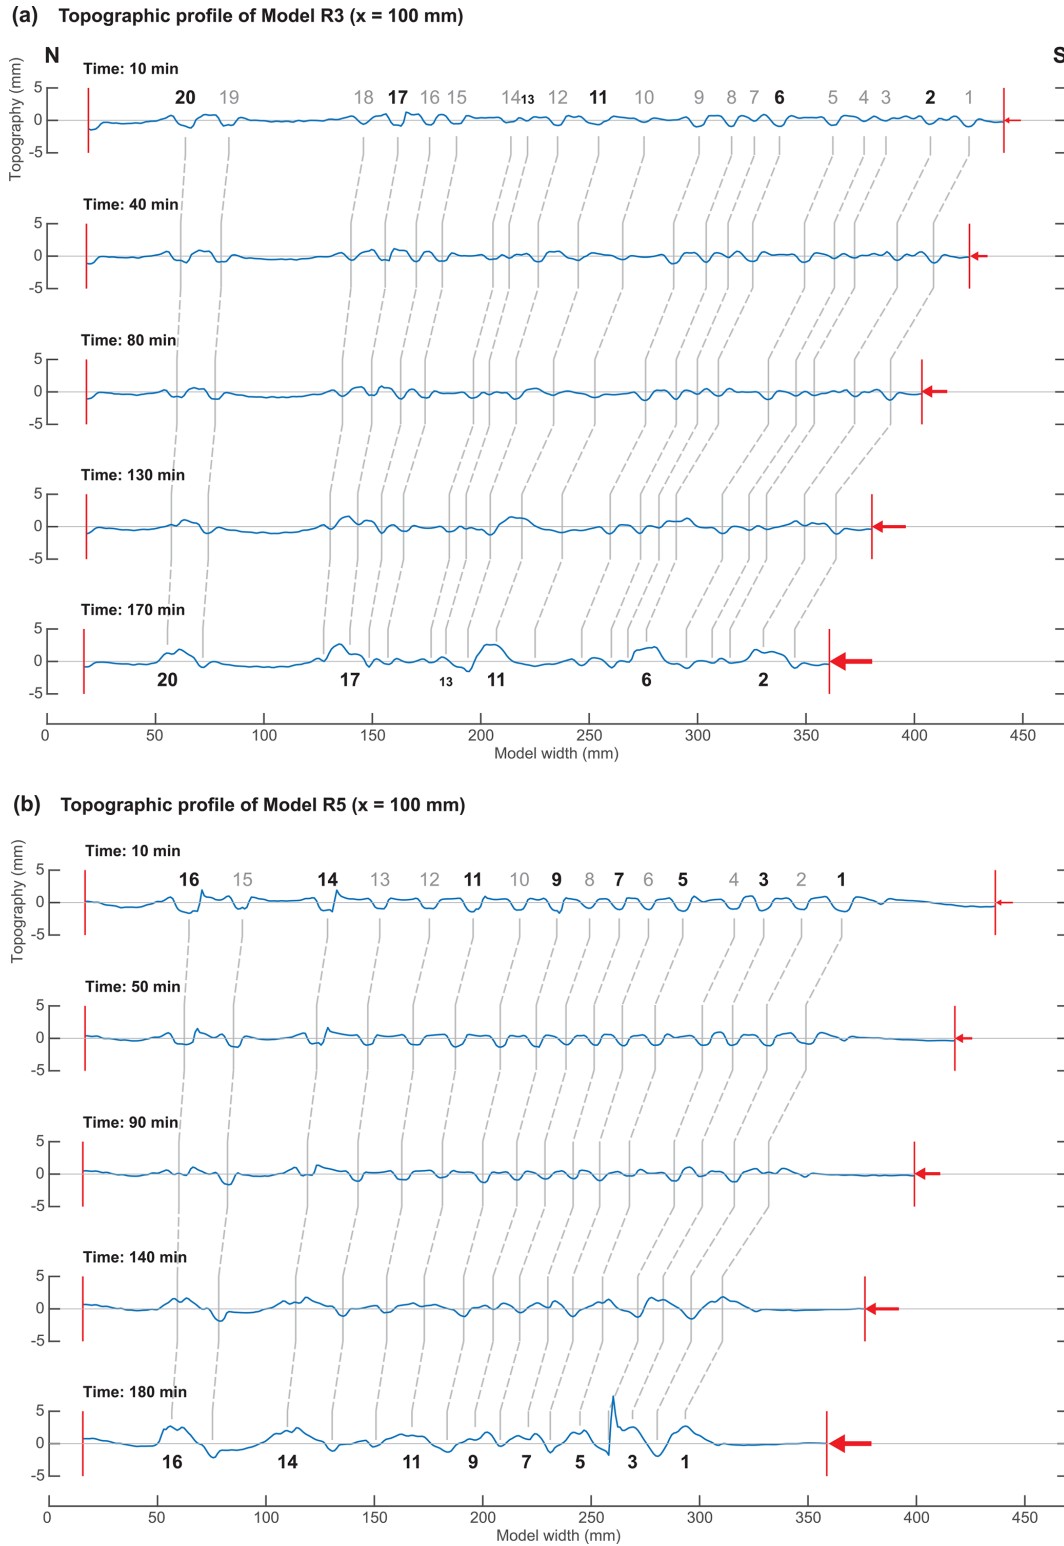 (a) Topographic profile of Model R3 (x = 100 mm)
N S
Time: 10 min
Topography (mm)
5
0
-5
20 19 18 17 16 15 14 13 12 11 10 9 8 7 6 5 4 3 2 1
Time: 40 min
5
0
-5
Time: 80 min
5
0
-5
Time: 130 min
5
0
-5
Time: 170 min
5
0
-5
20 17 13 11 6 2
0 50 100 150 200 250 300 350 400 450
Model width (mm)
(b) Topographic profile of Model R5 (x = 100 mm)
Time: 10 min
Topography (mm)
5
0
-5
16 15 14 13 12 11 10 9 8 7 6 5 4 3 2 1
Time: 50 min
5
0
-5
Time: 90 min
5
0
-5
Time: 140 min
5
0
-5
Time: 180 min
5
0
-5
16 14 11 9 7 5 3 1
0 50 100 150 200 250 300 350 400 450
Model width (mm)